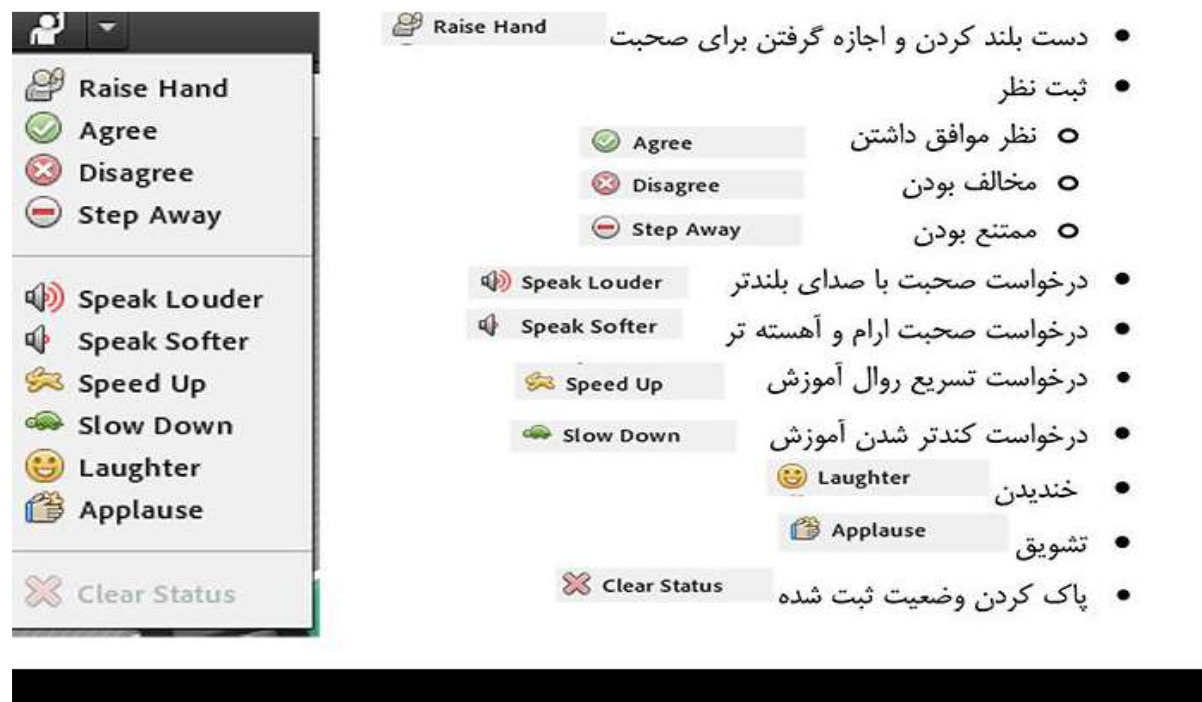 Raise Hand
Agree
Disagree
Step Away
Speak Louder
Speak Softer
Speed Up
Slow Down
Laughter
Applause
Clear Status
• دست بلند کردن و اجازه گرفتن برای صحبت Raise Hand
• ثبت نظر
o نظر موافق داشتن Agree
o مخالف بودن Disagree
o ممتنع بودن Step Away
• درخواست صحبت با صدای بلندتر Speak Louder
• درخواست صحبت ارام و آهسته تر Speak Softer
• درخواست تسریع روال آموزش Speed Up
• درخواست کندتر شدن آموزش Slow Down
• خندیدن Laughter
• تشویق Applause
• پاک کردن وضعیت ثبت شده Clear Status